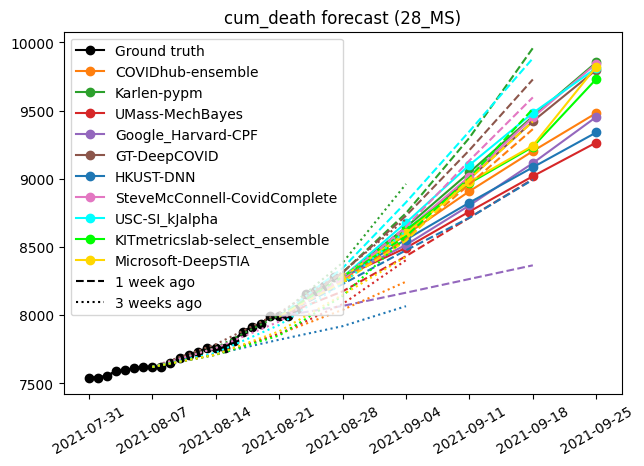 cum_death forecast (28_MS)
10000
9500
9000
8500
8000
7500
Ground truth
COVIDhub-ensemble
Karlen-pypm
UMass-MechBayes
Google_Harvard-CPF
GT-DeepCOVID
HKUST-DNN
SteveMcConnell-CovidComplete
USC-SI_kJalpha
KITmetricslab-select_ensemble
Microsoft-DeepSTIA
1 week ago
3 weeks ago
2021-07-31
2021-08-07
2021-08-14
2021-08-21
2021-08-28
2021-09-04
2021-09-11
2021-09-18
2021-09-25